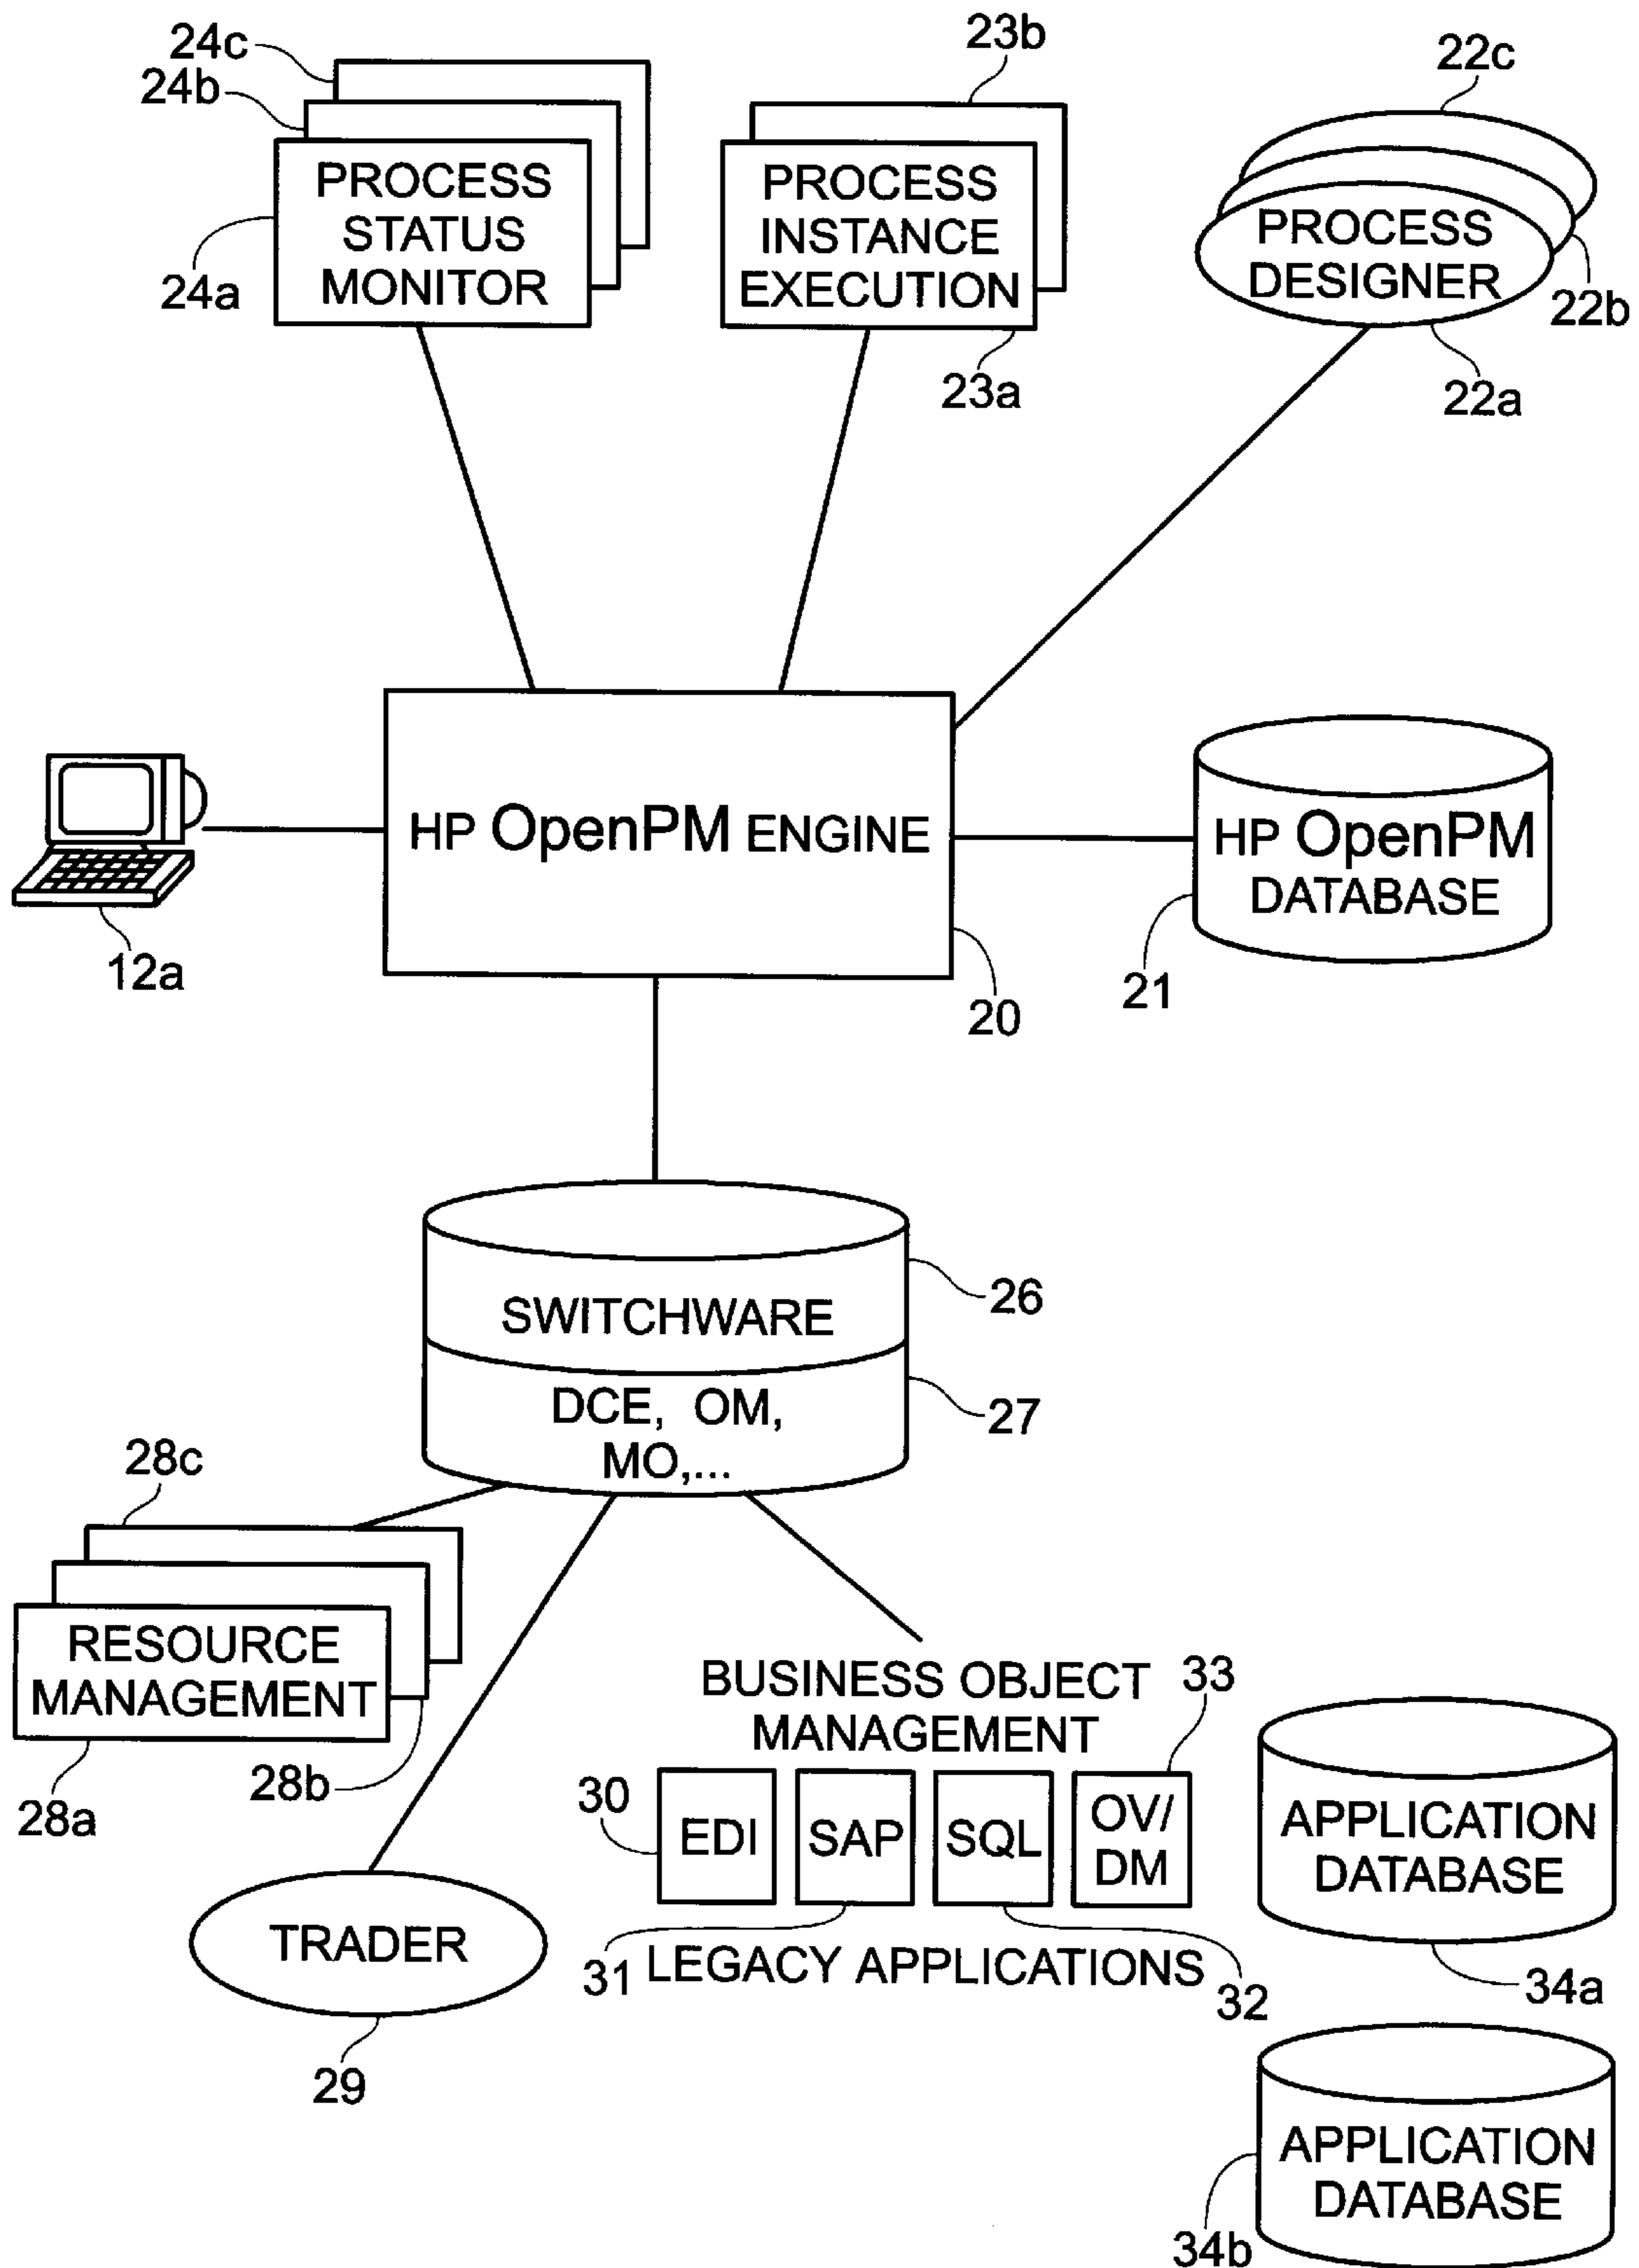 24c
24b
23b
22c
PROCESS
STATUS
MONITOR
24a
PROCESS
INSTANCE
EXECUTION
23a
PROCESS
DESIGNER
22b
22a
HP OpenPM ENGINE
HP OpenPM
DATABASE
12a
20
21
SWITCHWARE
26
DCE, OM,
MO,...
27
28c
RESOURCE
MANAGEMENT
28b
28a
BUSINESS OBJECT
MANAGEMENT
33
30
EDI
SAP
SQL
OV/
DM
31
LEGACY APPLICATIONS
32
TRADER
29
APPLICATION
DATABASE
34a
APPLICATION
DATABASE
34b